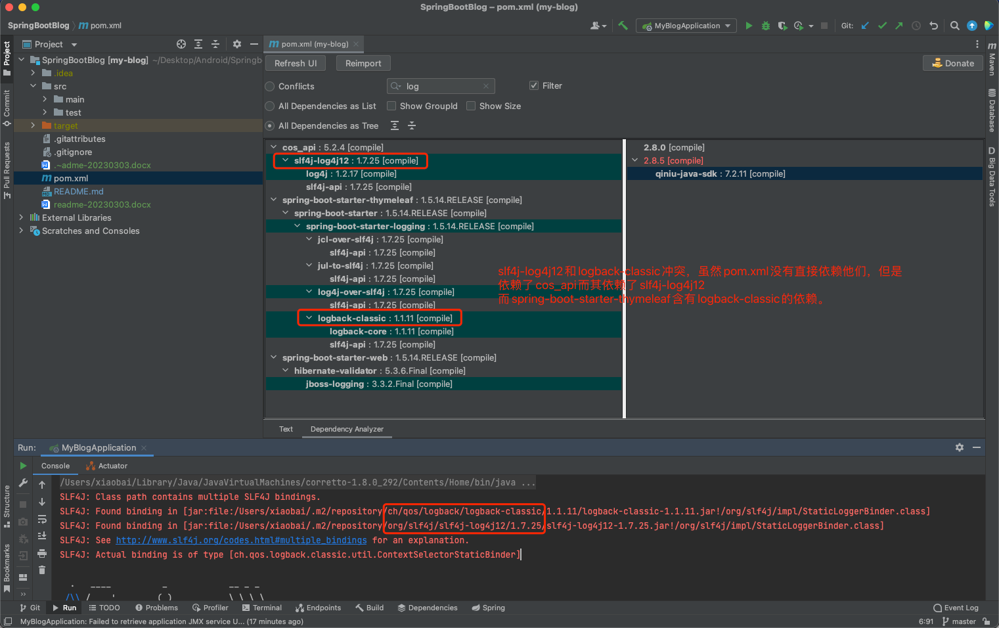 SpringBootBlog – pom.xml (my-blog)
SpringBootBlog
pom.xml
MyBlogApplication
Git:
Project
pom.xml (my-blog)
Refresh UI
Reimport
Donate
Conflicts
log
Filter
All Dependencies as List
Show GroupId
Show Size
All Dependencies as Tree
Project
Commit
Pull Requests
Structure
Bookmarks
Maven
Database
Big Data Tools
SpringBootBlog [my-blog] ~/Desktop/Android/Springb
.idea
src
main
test
target
.gitattributes
.gitignore
.~adme-20230303.docx
pom.xml
README.md
readme-20230303.docx
External Libraries
Scratches and Consoles
cos_api : 5.2.4 [compile]
slf4j-log4j12 : 1.7.25 [compile]
log4j : 1.2.17 [compile]
slf4j-api : 1.7.25 [compile]
spring-boot-starter-thymeleaf : 1.5.14.RELEASE [compile]
spring-boot-starter : 1.5.14.RELEASE [compile]
spring-boot-starter-logging : 1.5.14.RELEASE [compile]
jcl-over-slf4j : 1.7.25 [compile]
slf4j-api : 1.7.25 [compile]
jul-to-slf4j : 1.7.25 [compile]
slf4j-api : 1.7.25 [compile]
log4j-over-slf4j : 1.7.25 [compile]
slf4j-api : 1.7.25 [compile]
logback-classic : 1.1.11 [compile]
logback-core : 1.1.11 [compile]
slf4j-api : 1.7.25 [compile]
spring-boot-starter-web : 1.5.14.RELEASE [compile]
hibernate-validator : 5.3.6.Final [compile]
jboss-logging : 3.3.2.Final [compile]
2.8.0 [compile]
2.8.5 [compile]
qiniu-java-sdk : 7.2.11 [compile]
slf4j-log4j12和logback-classic冲突，虽然pom.xml没有直接依赖他们，但是
依赖了cos_api而其依赖了slf4j-log4j12
而spring-boot-starter-thymeleaf含有logback-classic的依赖。
Text
Dependency Analyzer
Run:
MyBlogApplication
Console
Actuator
/Users/xiaobai/Library/Java/JavaVirtualMachines/corretto-1.8.0_292/Contents/Home/bin/java ...
SLF4J: Class path contains multiple SLF4J bindings.
SLF4J: Found binding in [jar:file:/Users/xiaobai/.m2/repository/ch/qos/logback/logback-classic/1.1.11/logback-classic-1.1.11.jar!/org/slf4j/impl/StaticLoggerBinder.class]
SLF4J: Found binding in [jar:file:/Users/xiaobai/.m2/repository/org/slf4j/slf4j-log4j12/1.7.25/slf4j-log4j12-1.7.25.jar!/org/slf4j/impl/StaticLoggerBinder.class]
SLF4J: See http://www.slf4j.org/codes.html#multiple_bindings for an explanation.
SLF4J: Actual binding is of type [ch.qos.logback.classic.util.ContextSelectorStaticBinder]
Git
Run
TODO
Problems
Profiler
Terminal
Endpoints
Build
Dependencies
Spring
Event Log
MyBlogApplication: Failed to retrieve application JMX service U... (17 minutes ago)
6:91
master